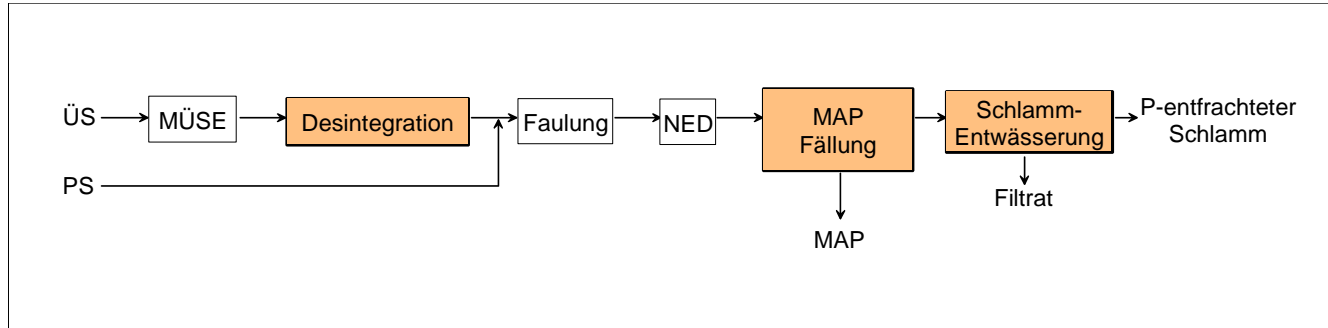 ÜS
MÜSE
Desintegration
Faulung
NED
MAP
Fällung
Schlamm-
Entwässerung
P-entfrachteter
Schlamm
PS
Filtrat
MAP